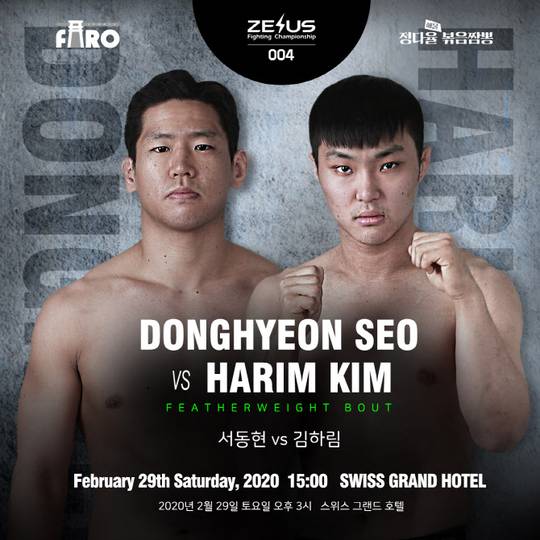 FARO
ZEUS
Fighting Championship
004
정다율 볶음짬뽕
DONG
HARI
DONGHYEON SEO
VS HARIM KIM
FEATHERWEIGHT BOUT
서동현 vs 김하림
February 29th Saturday, 2020 15:00 SWISS GRAND HOTEL
2020년 2월 29일 토요일 오후 3시 스위스 그랜드 호텔